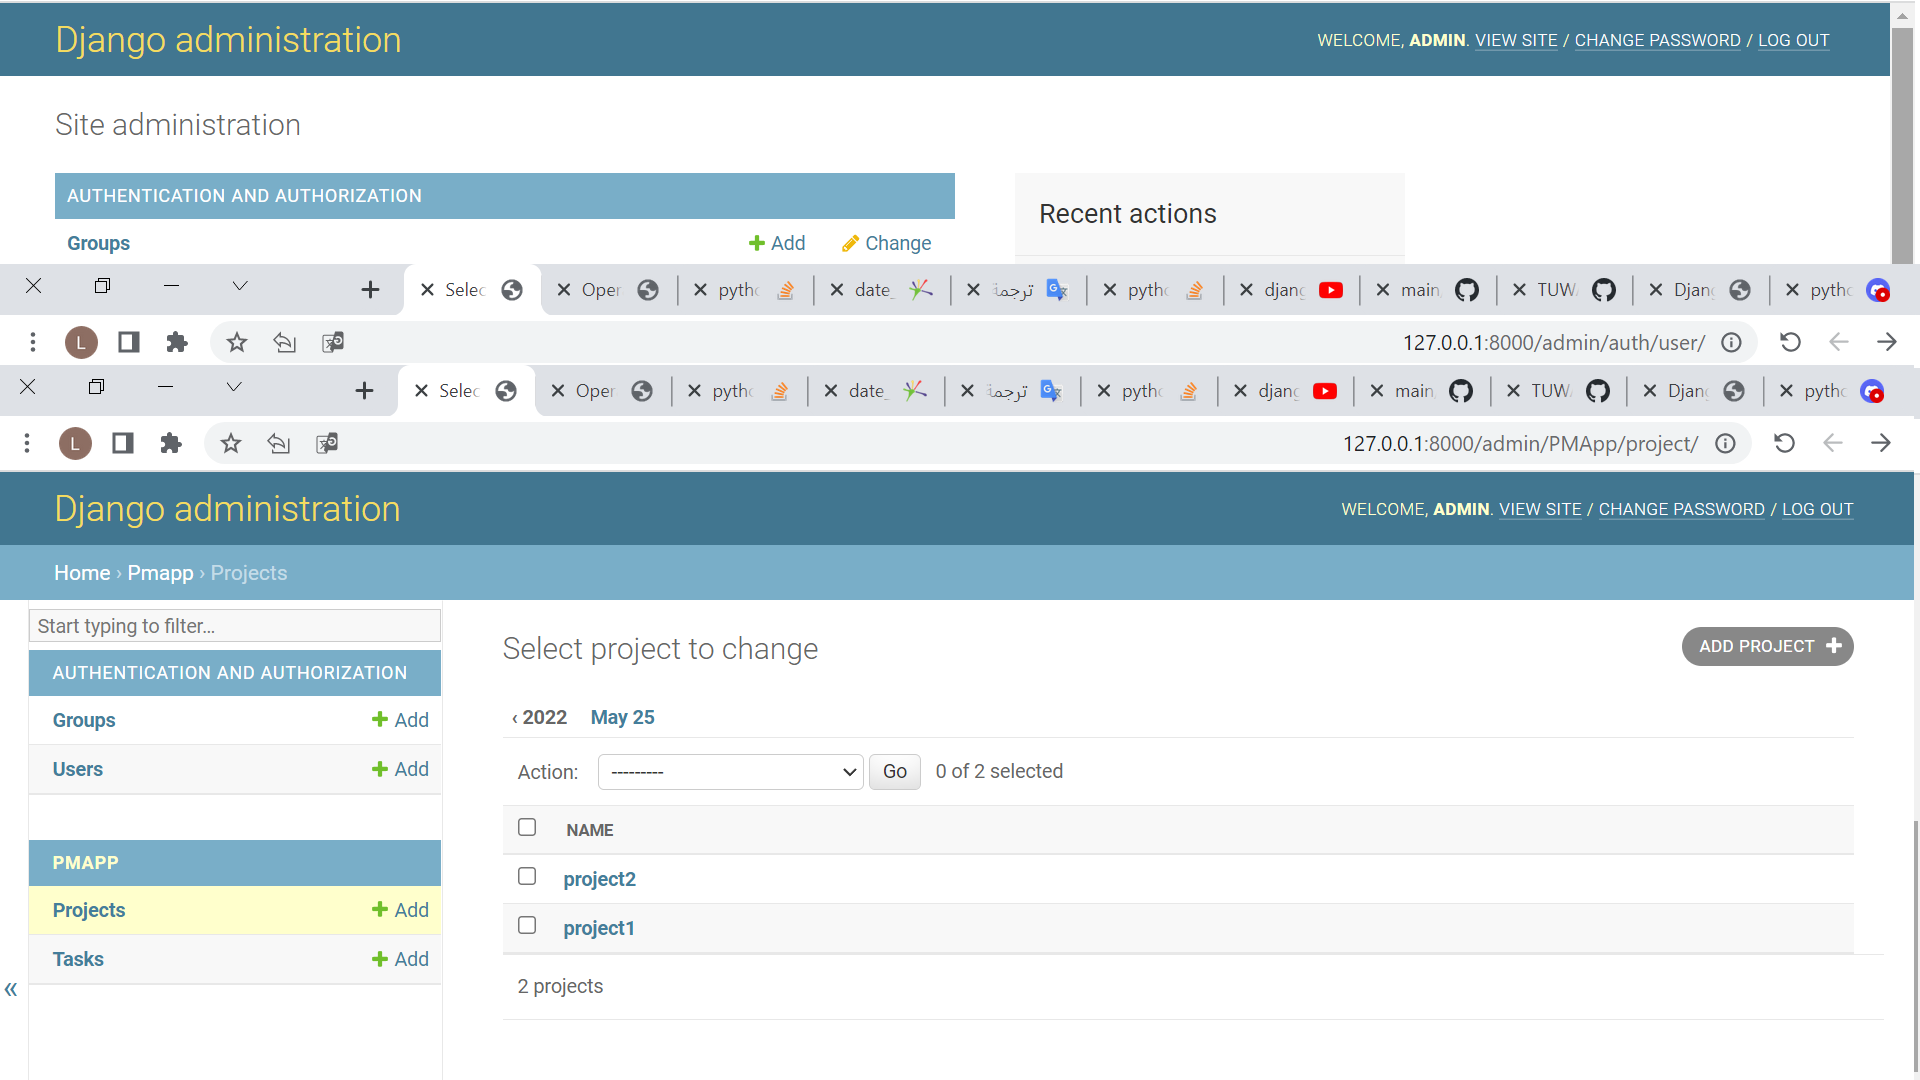 Django administration
WELCOME, ADMIN. VIEW SITE / CHANGE PASSWORD / LOG OUT
Site administration
AUTHENTICATION AND AUTHORIZATION
Recent actions
Groups Add Change
Selec Oper pytho date_ ترجمة pytho djang main TUW Djan pytho
L 127.0.0.1:8000/admin/auth/user/
Selec Oper pytho date_ ترجمة pytho djang main TUW Djan pytho
L 127.0.0.1:8000/admin/PMApp/project/
Django administration
WELCOME, ADMIN. VIEW SITE / CHANGE PASSWORD / LOG OUT
Home › Pmapp › Projects
Start typing to filter...
AUTHENTICATION AND AUTHORIZATION
Groups Add
Users Add
PMAPP
Projects Add
Tasks Add
«
Select project to change
ADD PROJECT +
‹ 2022 May 25
Action: --------- Go 0 of 2 selected
NAME
project2
project1
2 projects